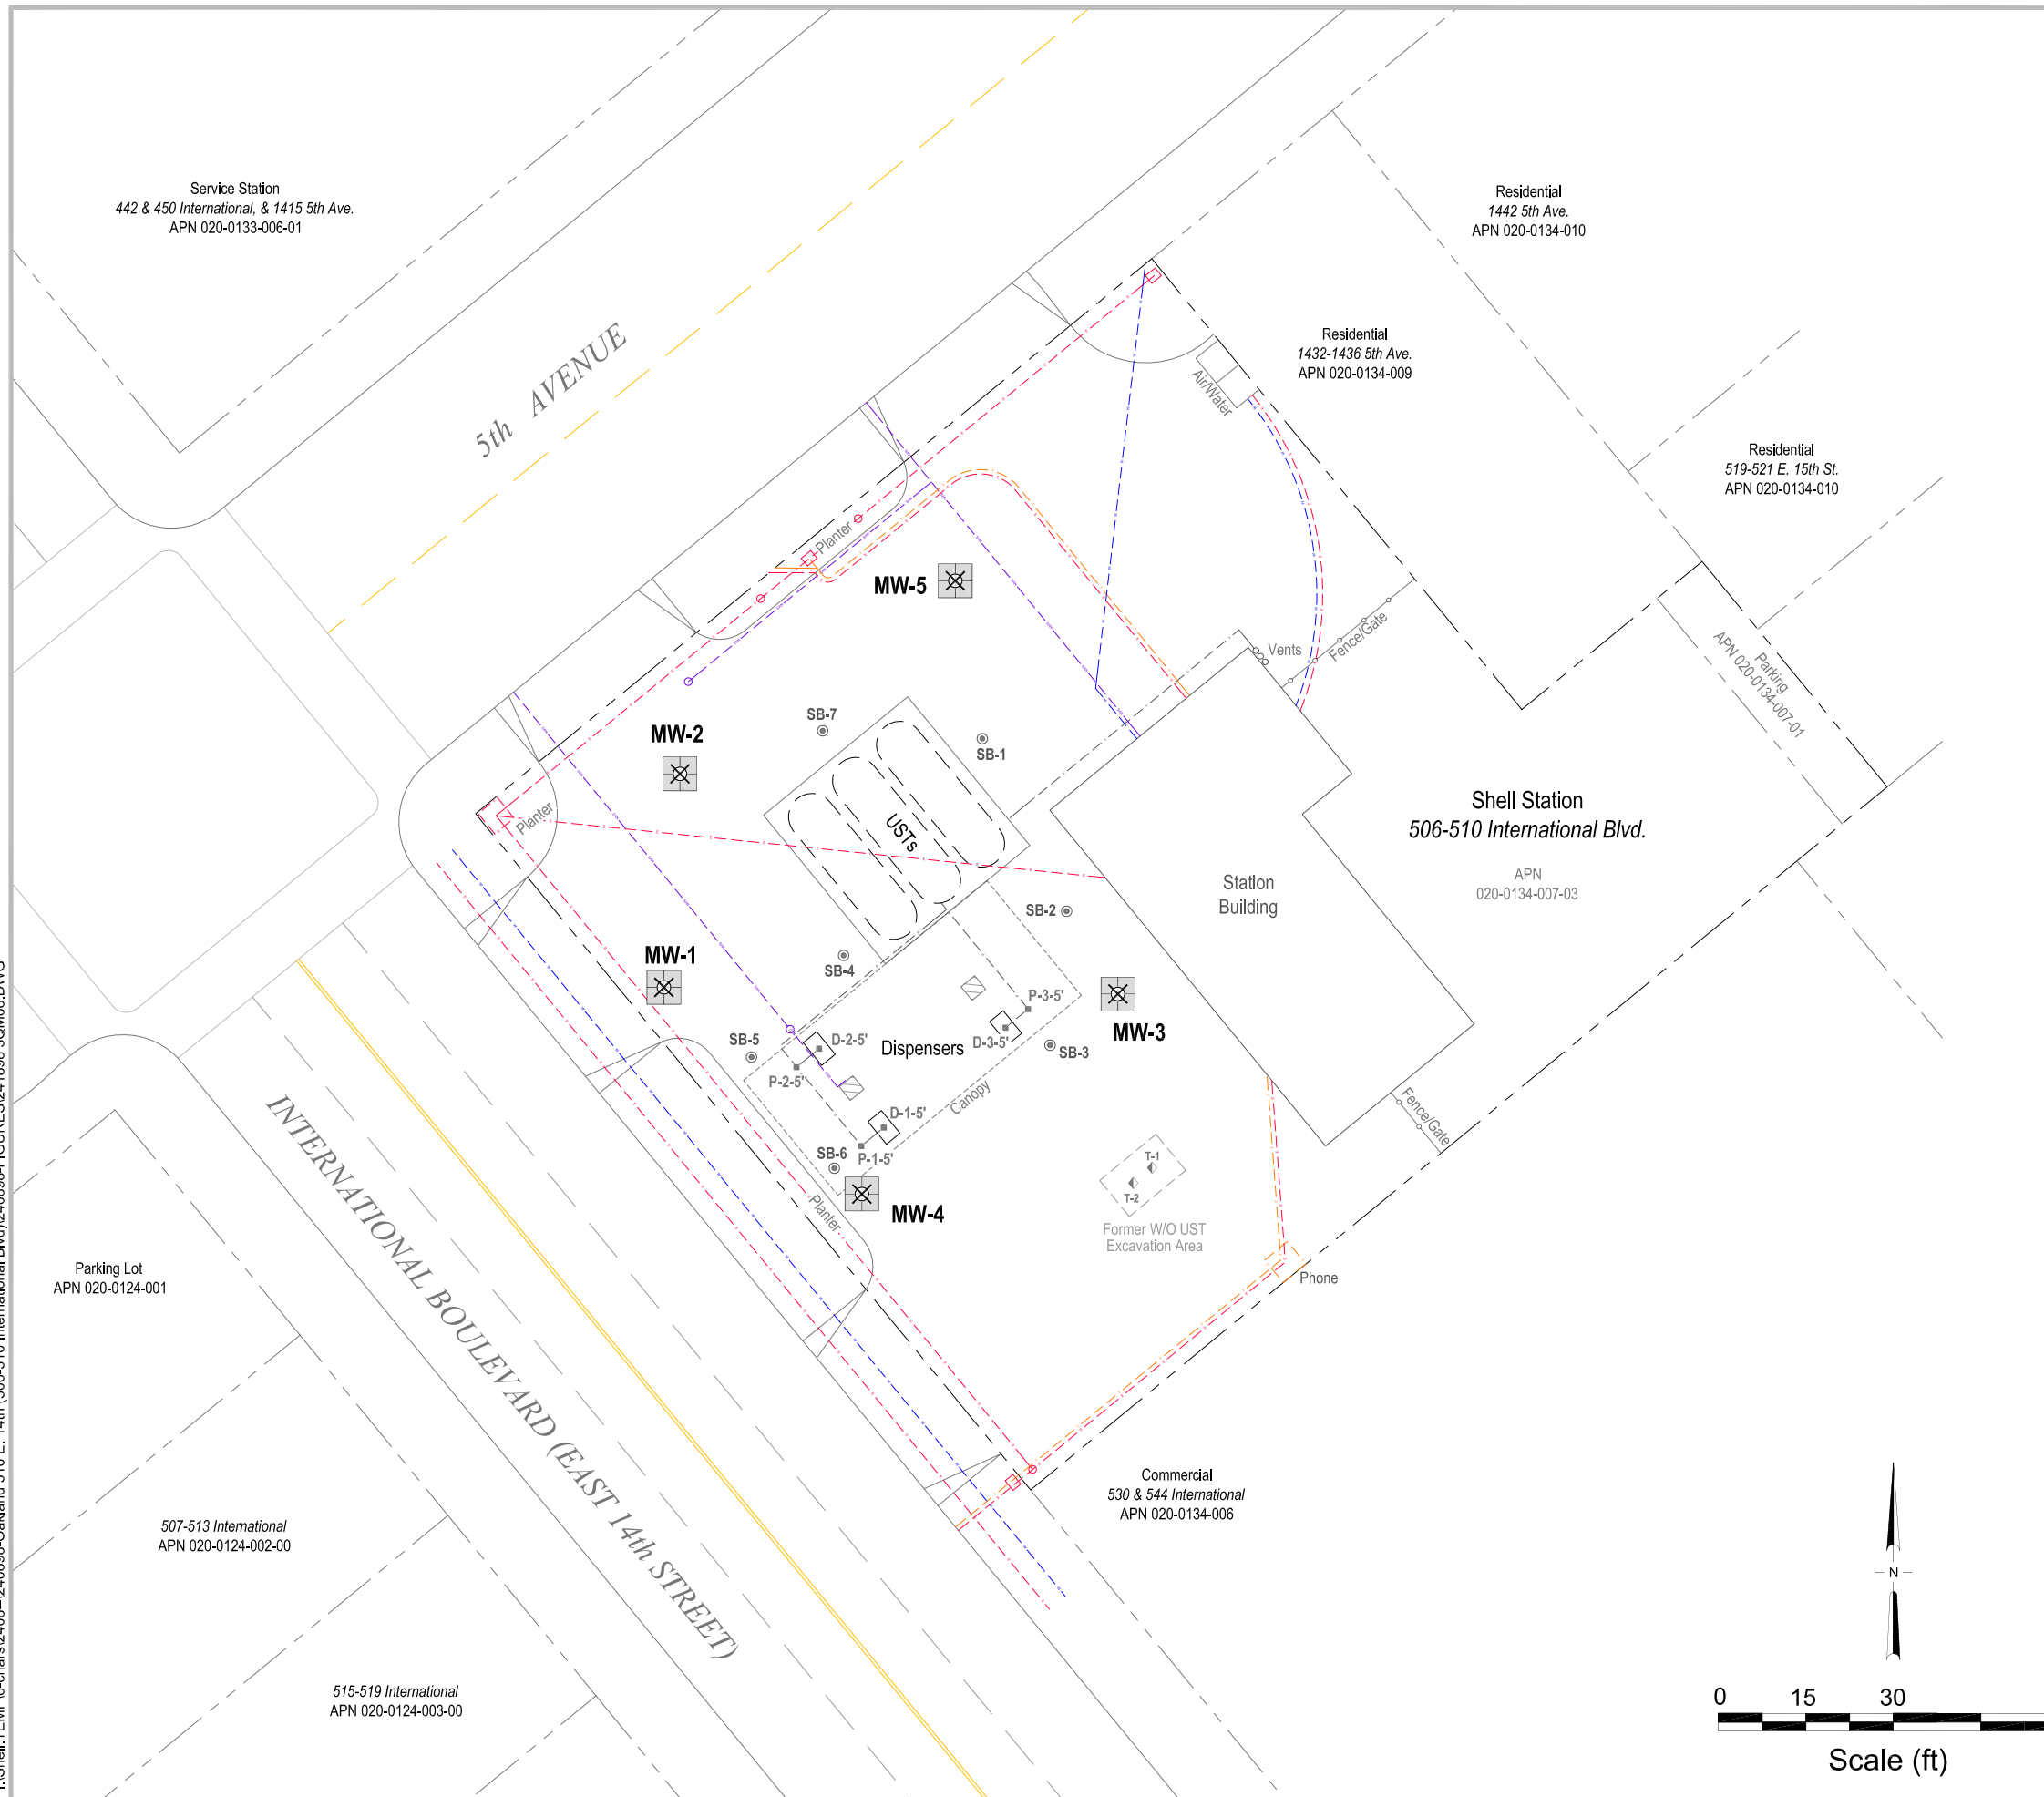 Service Station
442 & 450 International, & 1415 5th Ave.
APN 020-0133-006-01
Residential
1442 5th Ave.
APN 020-0134-010
5th AVENUE
Residential
1432-1436 5th Ave.
APN 020-0134-009
Air/Water
Residential
519-521 E. 15th St.
APN 020-0134-010
Planter
MW-5
Vents
Fence/Gate
Parking
APN 020-0134-007-01
SB-7
MW-2
SB-1
Planter
USTs
Shell Station
506-510 International Blvd.
APN
020-0134-007-03
Station
Building
SB-2
MW-1
SB-4
P-3-5'
MW-3
SB-5
D-2-5'
Dispensers
D-3-5'
SB-3
P-2-5'
Canopy
D-1-5'
Fence/Gate
SB-6
P-1-5'
T-1
T-2
Planter
MW-4
Former W/O UST
Excavation Area
Phone
INTERNATIONAL BOULEVARD (EAST 14th STREET)
Parking Lot
APN 020-0124-001
Commercial
530 & 544 International
APN 020-0134-006
507-513 International
APN 020-0124-002-00
515-519 International
APN 020-0124-003-00
N
0 15 30
Scale (ft)